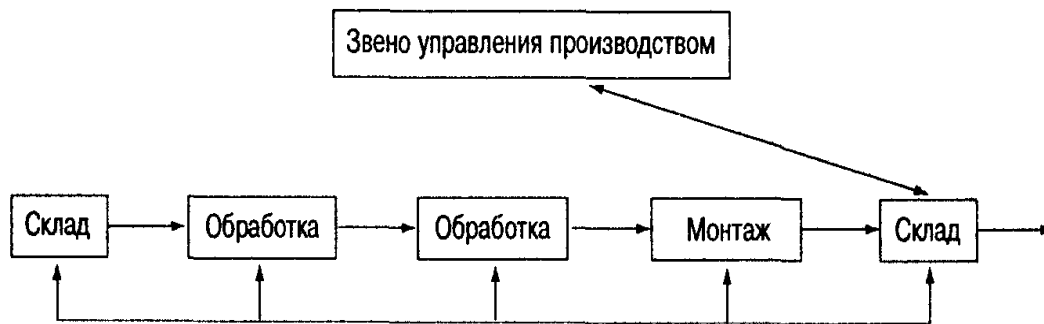 Звено управления производством
Склад
Обработка
Обработка
Монтаж
Склад